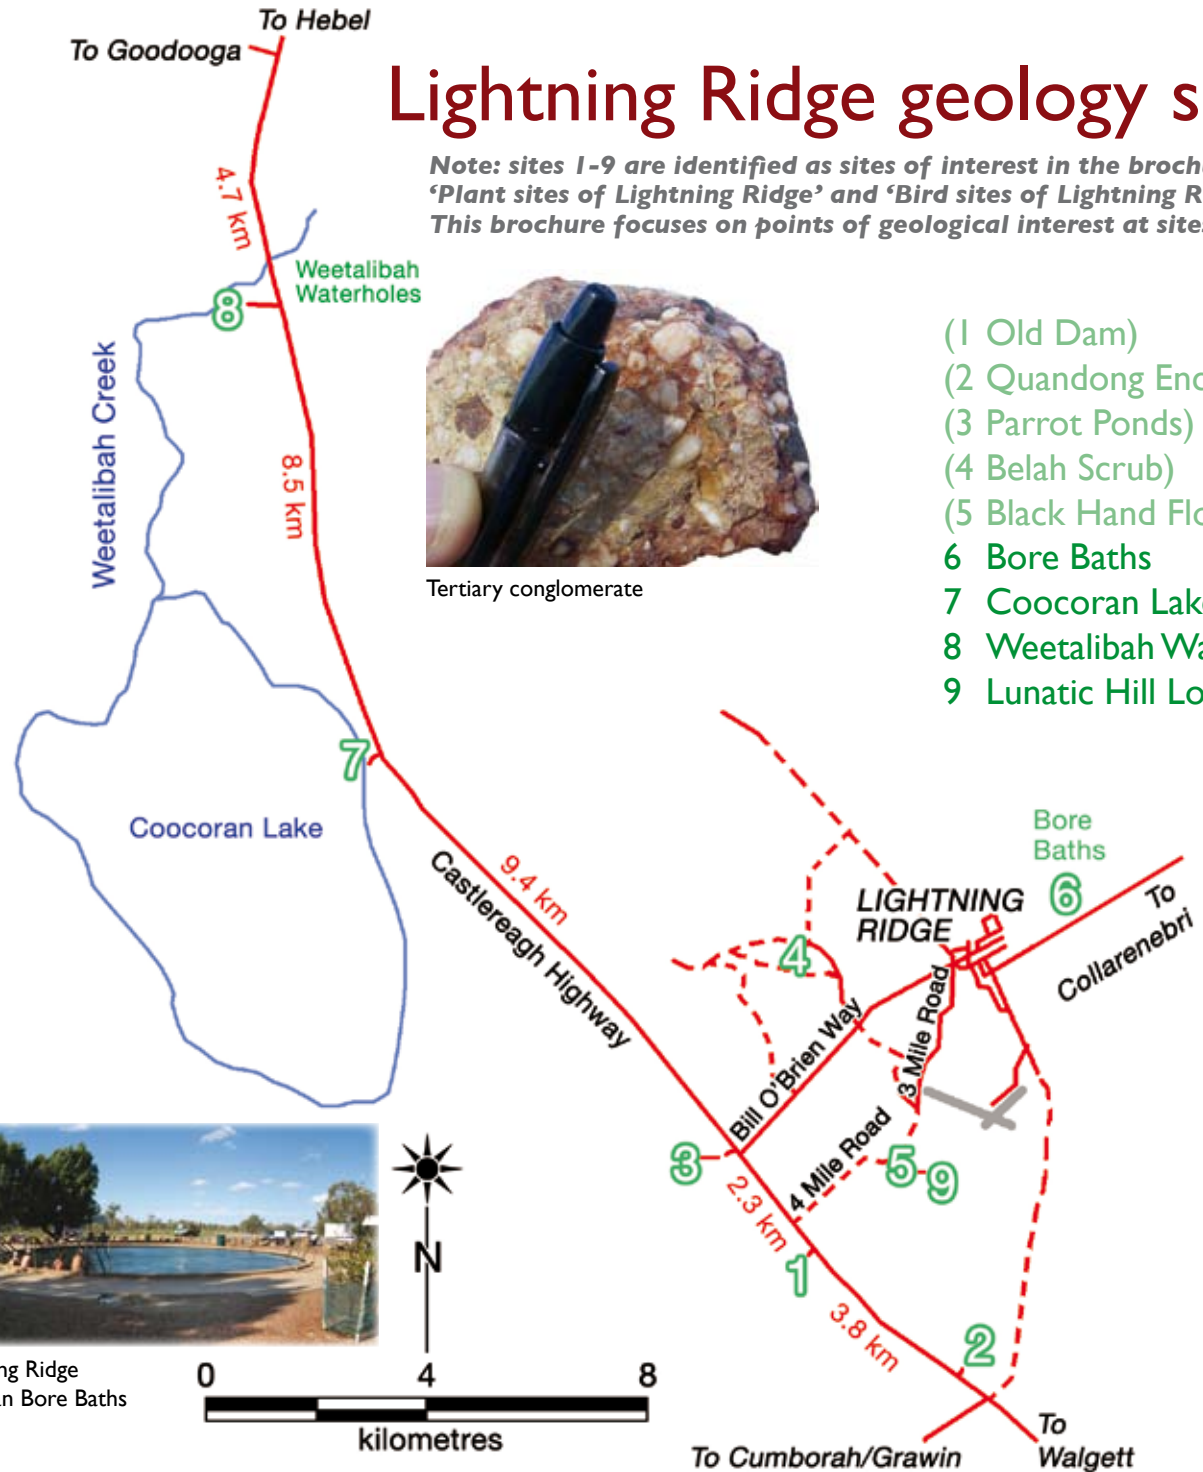 To Hebel
To Goodooga
Lightning Ridge geology s
Note: sites 1-9 are identified as sites of interest in the broch
‘Plant sites of Lightning Ridge’ and ‘Bird sites of Lightning R
This brochure focuses on points of geological interest at sites
4.7 km
Weetalibah
Waterholes
8
Weetalibah Creek
8.5 km
Tertiary conglomerate
(1 Old Dam)
(2 Quandong Enc
(3 Parrot Ponds)
(4 Belah Scrub)
(5 Black Hand Flo
6 Bore Baths
7 Coocoran Lake
8 Weetalibah Wa
9 Lunatic Hill Lo
7
Coocoran Lake
9.4 km
Castlereagh Highway
Bore
Baths
6
LIGHTNING
RIDGE
To
Collarenebri
4
Bill O'Brien Way
3 Mile Road
4 Mile Road
3
5
9
2.3 km
1
3.8 km
2
N
ng Ridge
an Bore Baths
0 4 8
kilometres
To Cumborah/Grawin
To
Walgett